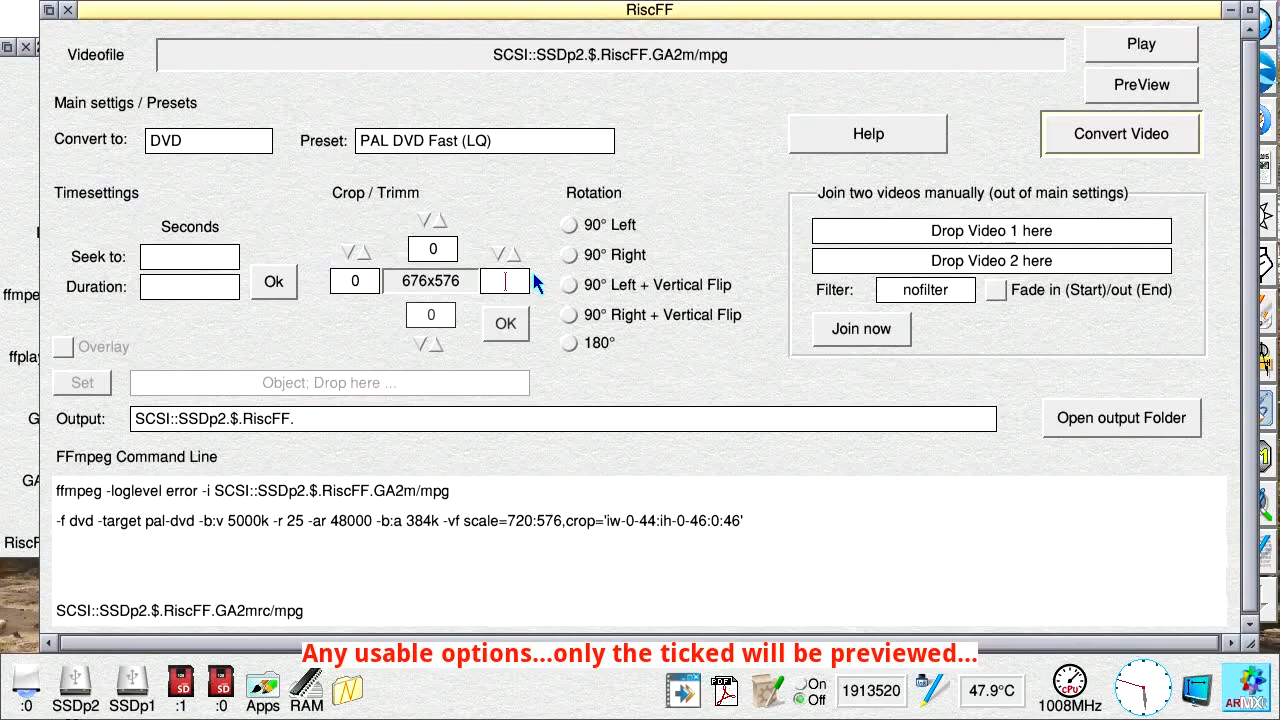 RiscFF
Videofile
SCSI::SSDp2.$.RiscFF.GA2m/mpg
Play
PreView
Main settigs / Presets
Convert to:
DVD
Preset:
PAL DVD Fast (LQ)
Help
Convert Video
Timesettings
Crop / Trimm
Rotation
Join two videos manually (out of main settings)
Seconds
Seek to:
Duration:
Ok
0
0
676x576
0
OK
90° Left
90° Right
90° Left + Vertical Flip
90° Right + Vertical Flip
180°
Drop Video 1 here
Drop Video 2 here
Filter:
nofilter
Fade in (Start)/out (End)
Join now
Overlay
Set
Object; Drop here ...
Output:
SCSI::SSDp2.$.RiscFF.
Open output Folder
FFmpeg Command Line
ffmpeg -loglevel error -i SCSI::SSDp2.$.RiscFF.GA2m/mpg
-f dvd -target pal-dvd -b:v 5000k -r 25 -ar 48000 -b:a 384k -vf scale=720:576,crop='iw-0-44:ih-0-46:0:46'
SCSI::SSDp2.$.RiscFF.GA2mrc/mpg
ffmpe
ffplay
G
GA
RiscF
Any usable options...only the ticked will be previewed...
:0
SSDp2
SSDp1
SD
:1
SD
:0
Apps
RAM
PDF
On
Off
1913520
47.9°C
CPU
1008MHz
ARMX6